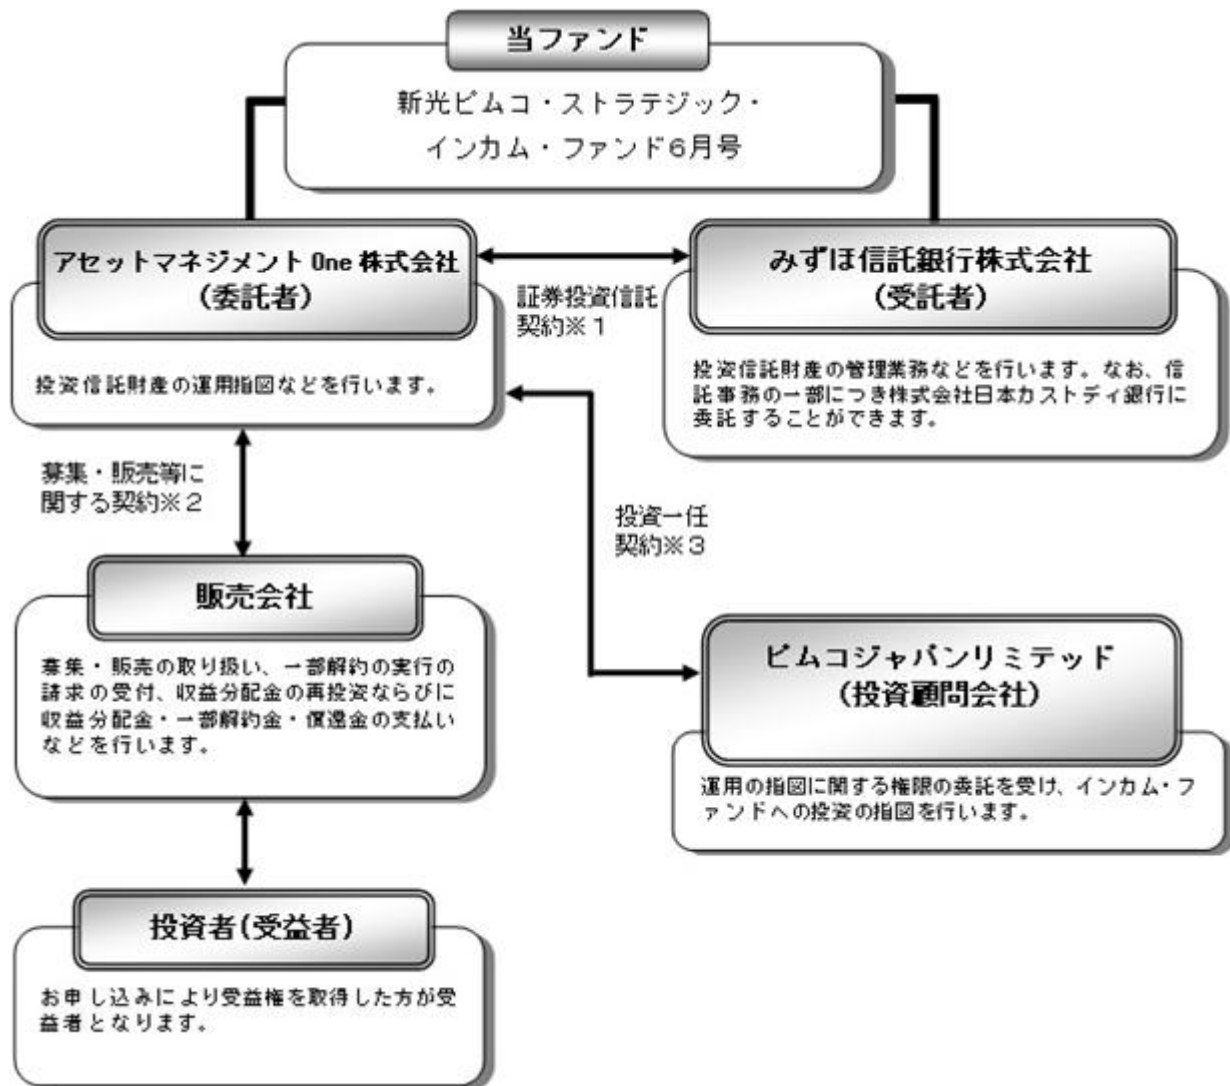 当ファンド
新光ピムコ・ストラテジック・
インカム・ファンド6月号
アセットマネジメント One 株式会社
(委託者)
投資信託財産の運用指図などを行います。
証券投資信託
契約※1
みずほ信託銀行株式会社
(受託者)
投資信託財産の管理業務などを行います。なお、信
託事務の一部につき株式会社日本カストディ銀行に
委託することができます。
募集・販売等に
関する契約※2
投資一任
契約※3
販売会社
募集・販売の取り扱い、一部解約の実行の
請求の受付、収益分配金の再投資ならびに
収益分配金・一部解約金・償還金の支払い
などを行います。
ピムコジャパンリミテッド
(投資顧問会社)
運用の指図に関する権限の委託を受け、インカム・フ
ァンドへの投資の指図を行います。
投資者(受益者)
お申し込みにより受益権を取得した方が受
益者となります。